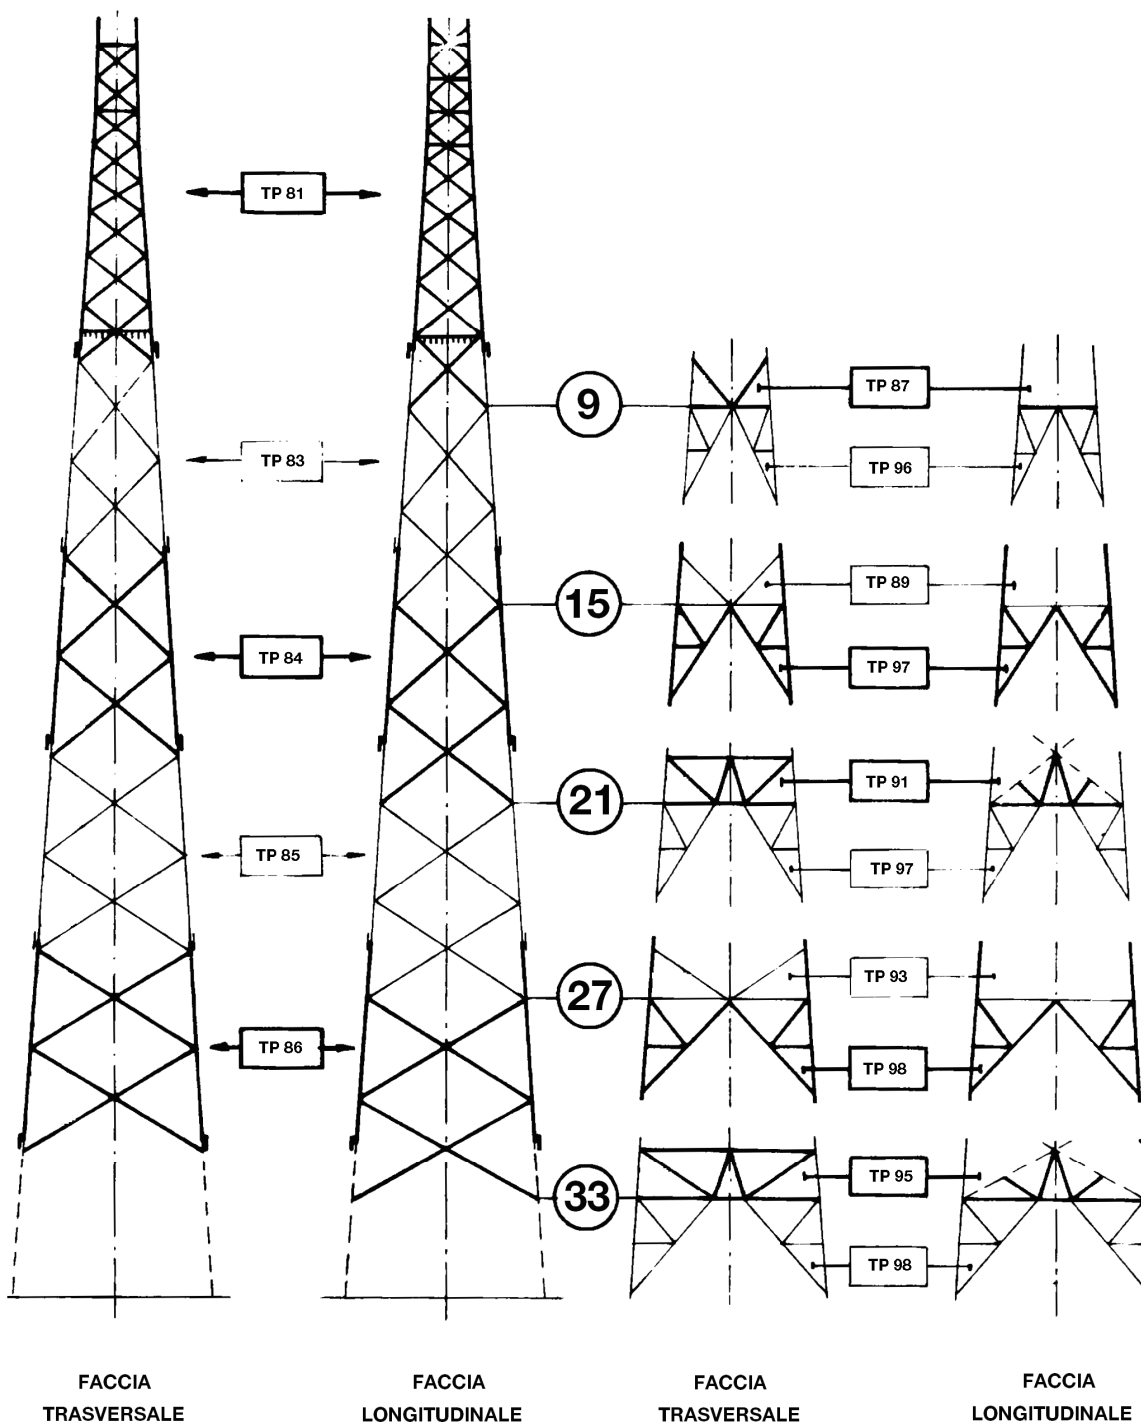 TP 81
9
TP 87
TP 83
TP 96
15
TP 89
TP 84
TP 97
21
TP 91
TP 85
TP 97
27
TP 93
TP 86
TP 98
33
TP 95
TP 98
FACCIA
TRASVERSALE
FACCIA
LONGITUDINALE
FACCIA
TRASVERSALE
FACCIA
LONGITUDINALE